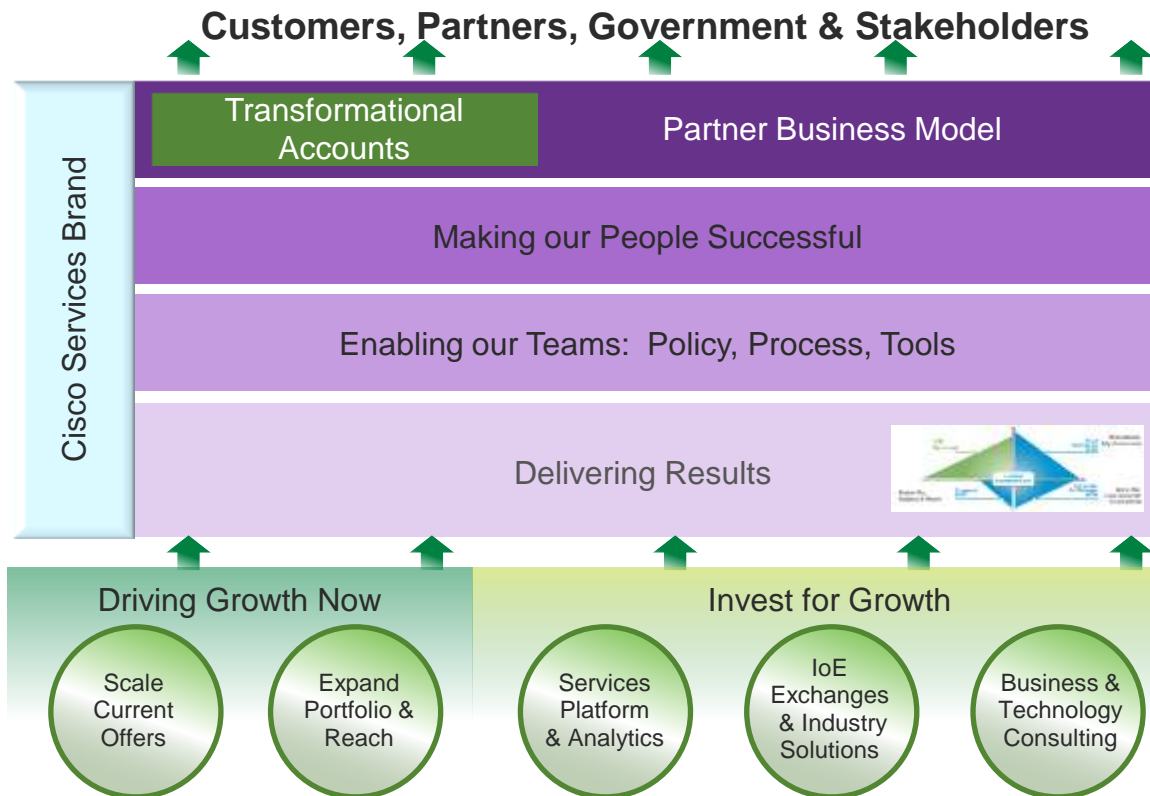 Customers, Partners, Government & Stakeholders
Cisco Services Brand
Transformational
Accounts
Partner Business Model
Making our People Successful
Enabling our Teams: Policy, Process, Tools
Delivering Results
Driving Growth Now
Invest for Growth
Scale
Current
Offers
Expand
Portfolio &
Reach
Services
Platform
& Analytics
IoE
Exchanges
& Industry
Solutions
Business &
Technology
Consulting